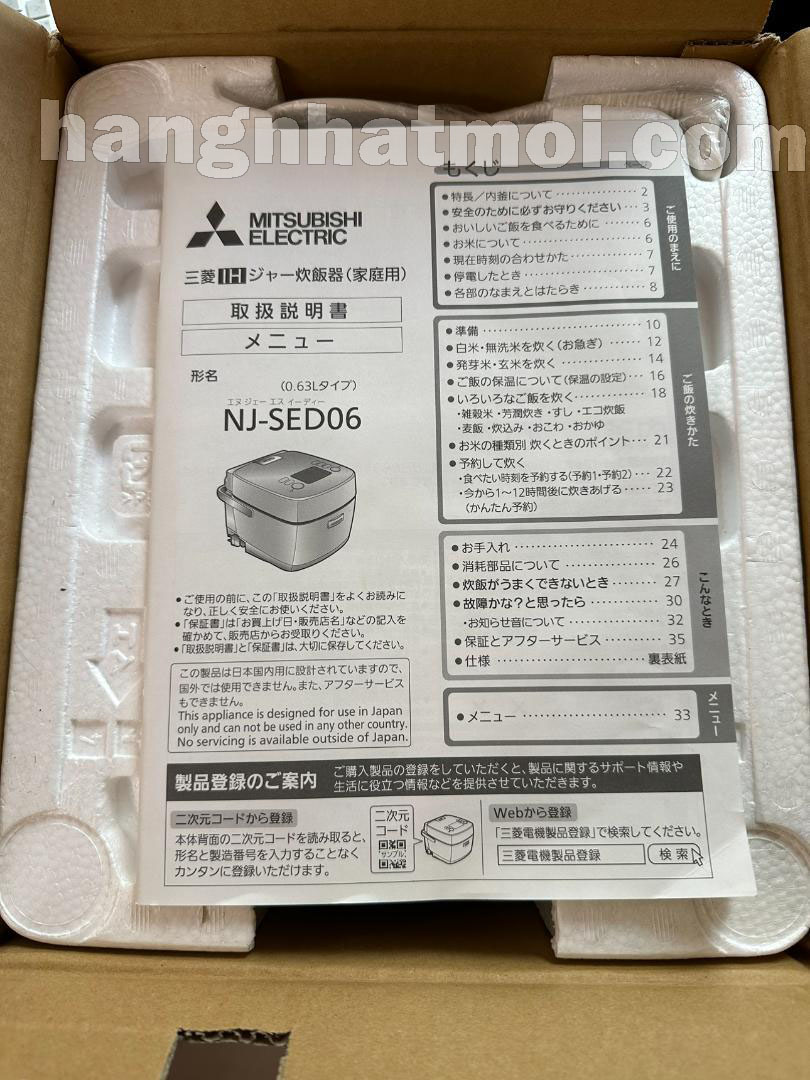 hangnhatmoi.com
MITSUBISHI
ELECTRIC
三菱IHジャー炊飯器(家庭用)
取扱説明書
メニュー
形名
(0.63Lタイプ)
エヌ ジェー エス イーディー
NJ-SED06
●ご使用の前に、この「取扱説明書」をよくお読みに
なり、正しく安全にお使いください。
●「保証書」は「お買上げ日・販売店名」などの記入を
確かめて、販売店からお受取りください。
●「取扱説明書」と「保証書」は、大切に保存してください。
この製品は日本国内用に設計されていますので、
国外では使用できません。また、アフターサービス
もできません。
This appliance is designed for use in Japan
only and can not be used in any other country.
No servicing is available outside of Japan.
もくじ
●特長/内釜について……………2
●安全のために必ずお守りください…3
●おいしいご飯を食べるために……6
●お米について……………………6
●現在時刻の合わせかた…………7
●停電したとき……………………7
●各部のなまえとはたらき………8
ご使用のまえに
●準備……………………………10
●白米・無洗米を炊く(お急ぎ)……12
●発芽米・玄米を炊く……………14
●ご飯の保温について(保温の設定)…16
●いろいろなご飯を炊く…………18
・雑穀米・芳潤炊き・すし・エコ炊飯
・麦飯・炊込み・おこわ・おかゆ
●お米の種類別 炊くときのポイント…21
●予約して炊く
・食べたい時刻を予約する(予約1・予約2)…22
・今から1~12時間後に炊きあげる……23
(かんたん予約)
ご飯の炊きかた
●お手入れ………………………24
●消耗部品について……………26
●炊飯がうまくできないとき……27
●故障かな?と思ったら…………30
・お知らせ音について……………32
●保証とアフターサービス………35
●仕様……………………………裏表紙
こんなとき
●メニュー………………………33
メニュー
製品登録のご案内
ご購入製品の登録をしていただくと、製品に関するサポート情報や
生活に役立つ情報などを提供させていただきます。
二次元コードから登録
本体背面の二次元コードを読み取ると、
形名と製造番号を入力することなく
カンタンに登録いただけます。
二次元
コード
サンプル
Webから登録
「三菱電機製品登録」で検索してください。
三菱電機製品登録
検索